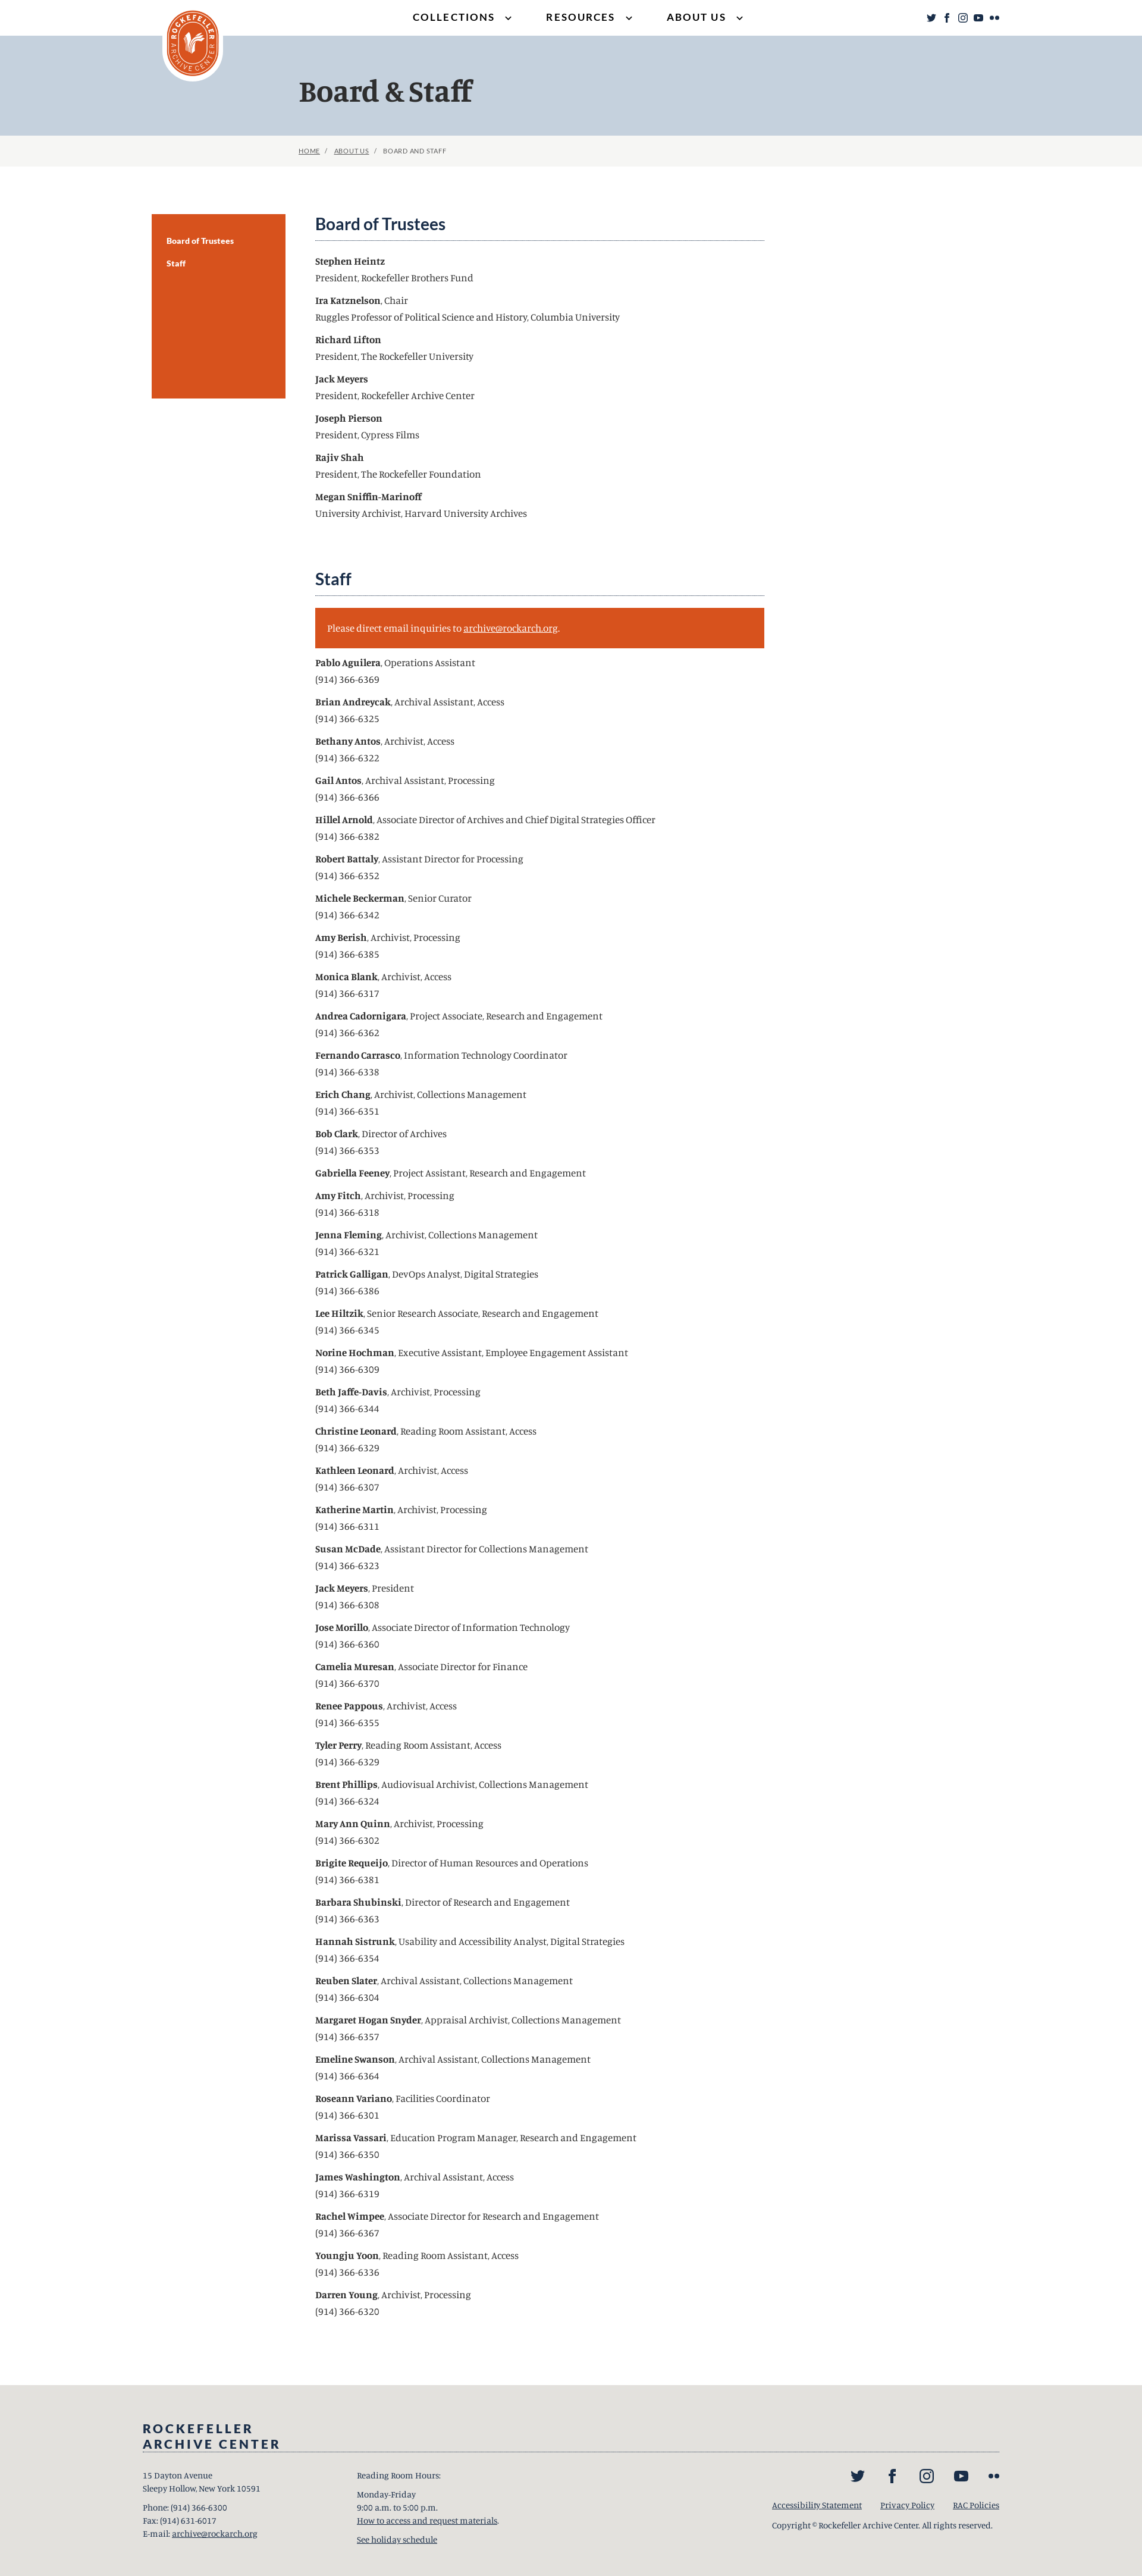 COLLECTIONS RESOURCES ABOUT US
ROCKEFELLER ARCHIVE CENTER
Board & Staff
HOME / ABOUT US / BOARD AND STAFF
Board of Trustees
Staff
Board of Trustees
Stephen Heintz
President, Rockefeller Brothers Fund
Ira Katznelson, Chair
Ruggles Professor of Political Science and History, Columbia University
Richard Lifton
President, The Rockefeller University
Jack Meyers
President, Rockefeller Archive Center
Joseph Pierson
President, Cypress Films
Rajiv Shah
President, The Rockefeller Foundation
Megan Sniffin-Marinoff
University Archivist, Harvard University Archives
Staff
Please direct email inquiries to archive@rockarch.org.
Pablo Aguilera, Operations Assistant
(914) 366-6369
Brian Andreycak, Archival Assistant, Access
(914) 366-6325
Bethany Antos, Archivist, Access
(914) 366-6322
Gail Antos, Archival Assistant, Processing
(914) 366-6366
Hillel Arnold, Associate Director of Archives and Chief Digital Strategies Officer
(914) 366-6382
Robert Battaly, Assistant Director for Processing
(914) 366-6352
Michele Beckerman, Senior Curator
(914) 366-6342
Amy Berish, Archivist, Processing
(914) 366-6385
Monica Blank, Archivist, Access
(914) 366-6317
Andrea Cadornigara, Project Associate, Research and Engagement
(914) 366-6362
Fernando Carrasco, Information Technology Coordinator
(914) 366-6338
Erich Chang, Archivist, Collections Management
(914) 366-6351
Bob Clark, Director of Archives
(914) 366-6353
Gabriella Feeney, Project Assistant, Research and Engagement
Amy Fitch, Archivist, Processing
(914) 366-6318
Jenna Fleming, Archivist, Collections Management
(914) 366-6321
Patrick Galligan, DevOps Analyst, Digital Strategies
(914) 366-6386
Lee Hiltzik, Senior Research Associate, Research and Engagement
(914) 366-6345
Norine Hochman, Executive Assistant, Employee Engagement Assistant
(914) 366-6309
Beth Jaffe-Davis, Archivist, Processing
(914) 366-6344
Christine Leonard, Reading Room Assistant, Access
(914) 366-6329
Kathleen Leonard, Archivist, Access
(914) 366-6307
Katherine Martin, Archivist, Processing
(914) 366-6311
Susan McDade, Assistant Director for Collections Management
(914) 366-6323
Jack Meyers, President
(914) 366-6308
Jose Morillo, Associate Director of Information Technology
(914) 366-6360
Camelia Muresan, Associate Director for Finance
(914) 366-6370
Renee Pappous, Archivist, Access
(914) 366-6355
Tyler Perry, Reading Room Assistant, Access
(914) 366-6329
Brent Phillips, Audiovisual Archivist, Collections Management
(914) 366-6324
Mary Ann Quinn, Archivist, Processing
(914) 366-6302
Brigite Requeijo, Director of Human Resources and Operations
(914) 366-6381
Barbara Shubinski, Director of Research and Engagement
(914) 366-6363
Hannah Sistrunk, Usability and Accessibility Analyst, Digital Strategies
(914) 366-6354
Reuben Slater, Archival Assistant, Collections Management
(914) 366-6304
Margaret Hogan Snyder, Appraisal Archivist, Collections Management
(914) 366-6357
Emeline Swanson, Archival Assistant, Collections Management
(914) 366-6364
Roseann Variano, Facilities Coordinator
(914) 366-6301
Marissa Vassari, Education Program Manager, Research and Engagement
(914) 366-6350
James Washington, Archival Assistant, Access
(914) 366-6319
Rachel Wimpee, Associate Director for Research and Engagement
(914) 366-6367
Youngju Yoon, Reading Room Assistant, Access
(914) 366-6336
Darren Young, Archivist, Processing
(914) 366-6320
ROCKEFELLER
ARCHIVE CENTER
15 Dayton Avenue
Sleepy Hollow, New York 10591
Phone: (914) 366-6300
Fax: (914) 631-6017
E-mail: archive@rockarch.org
Reading Room Hours:
Monday-Friday
9:00 a.m. to 5:00 p.m.
How to access and request materials.
See holiday schedule
Accessibility Statement Privacy Policy RAC Policies
Copyright © Rockefeller Archive Center. All rights reserved.